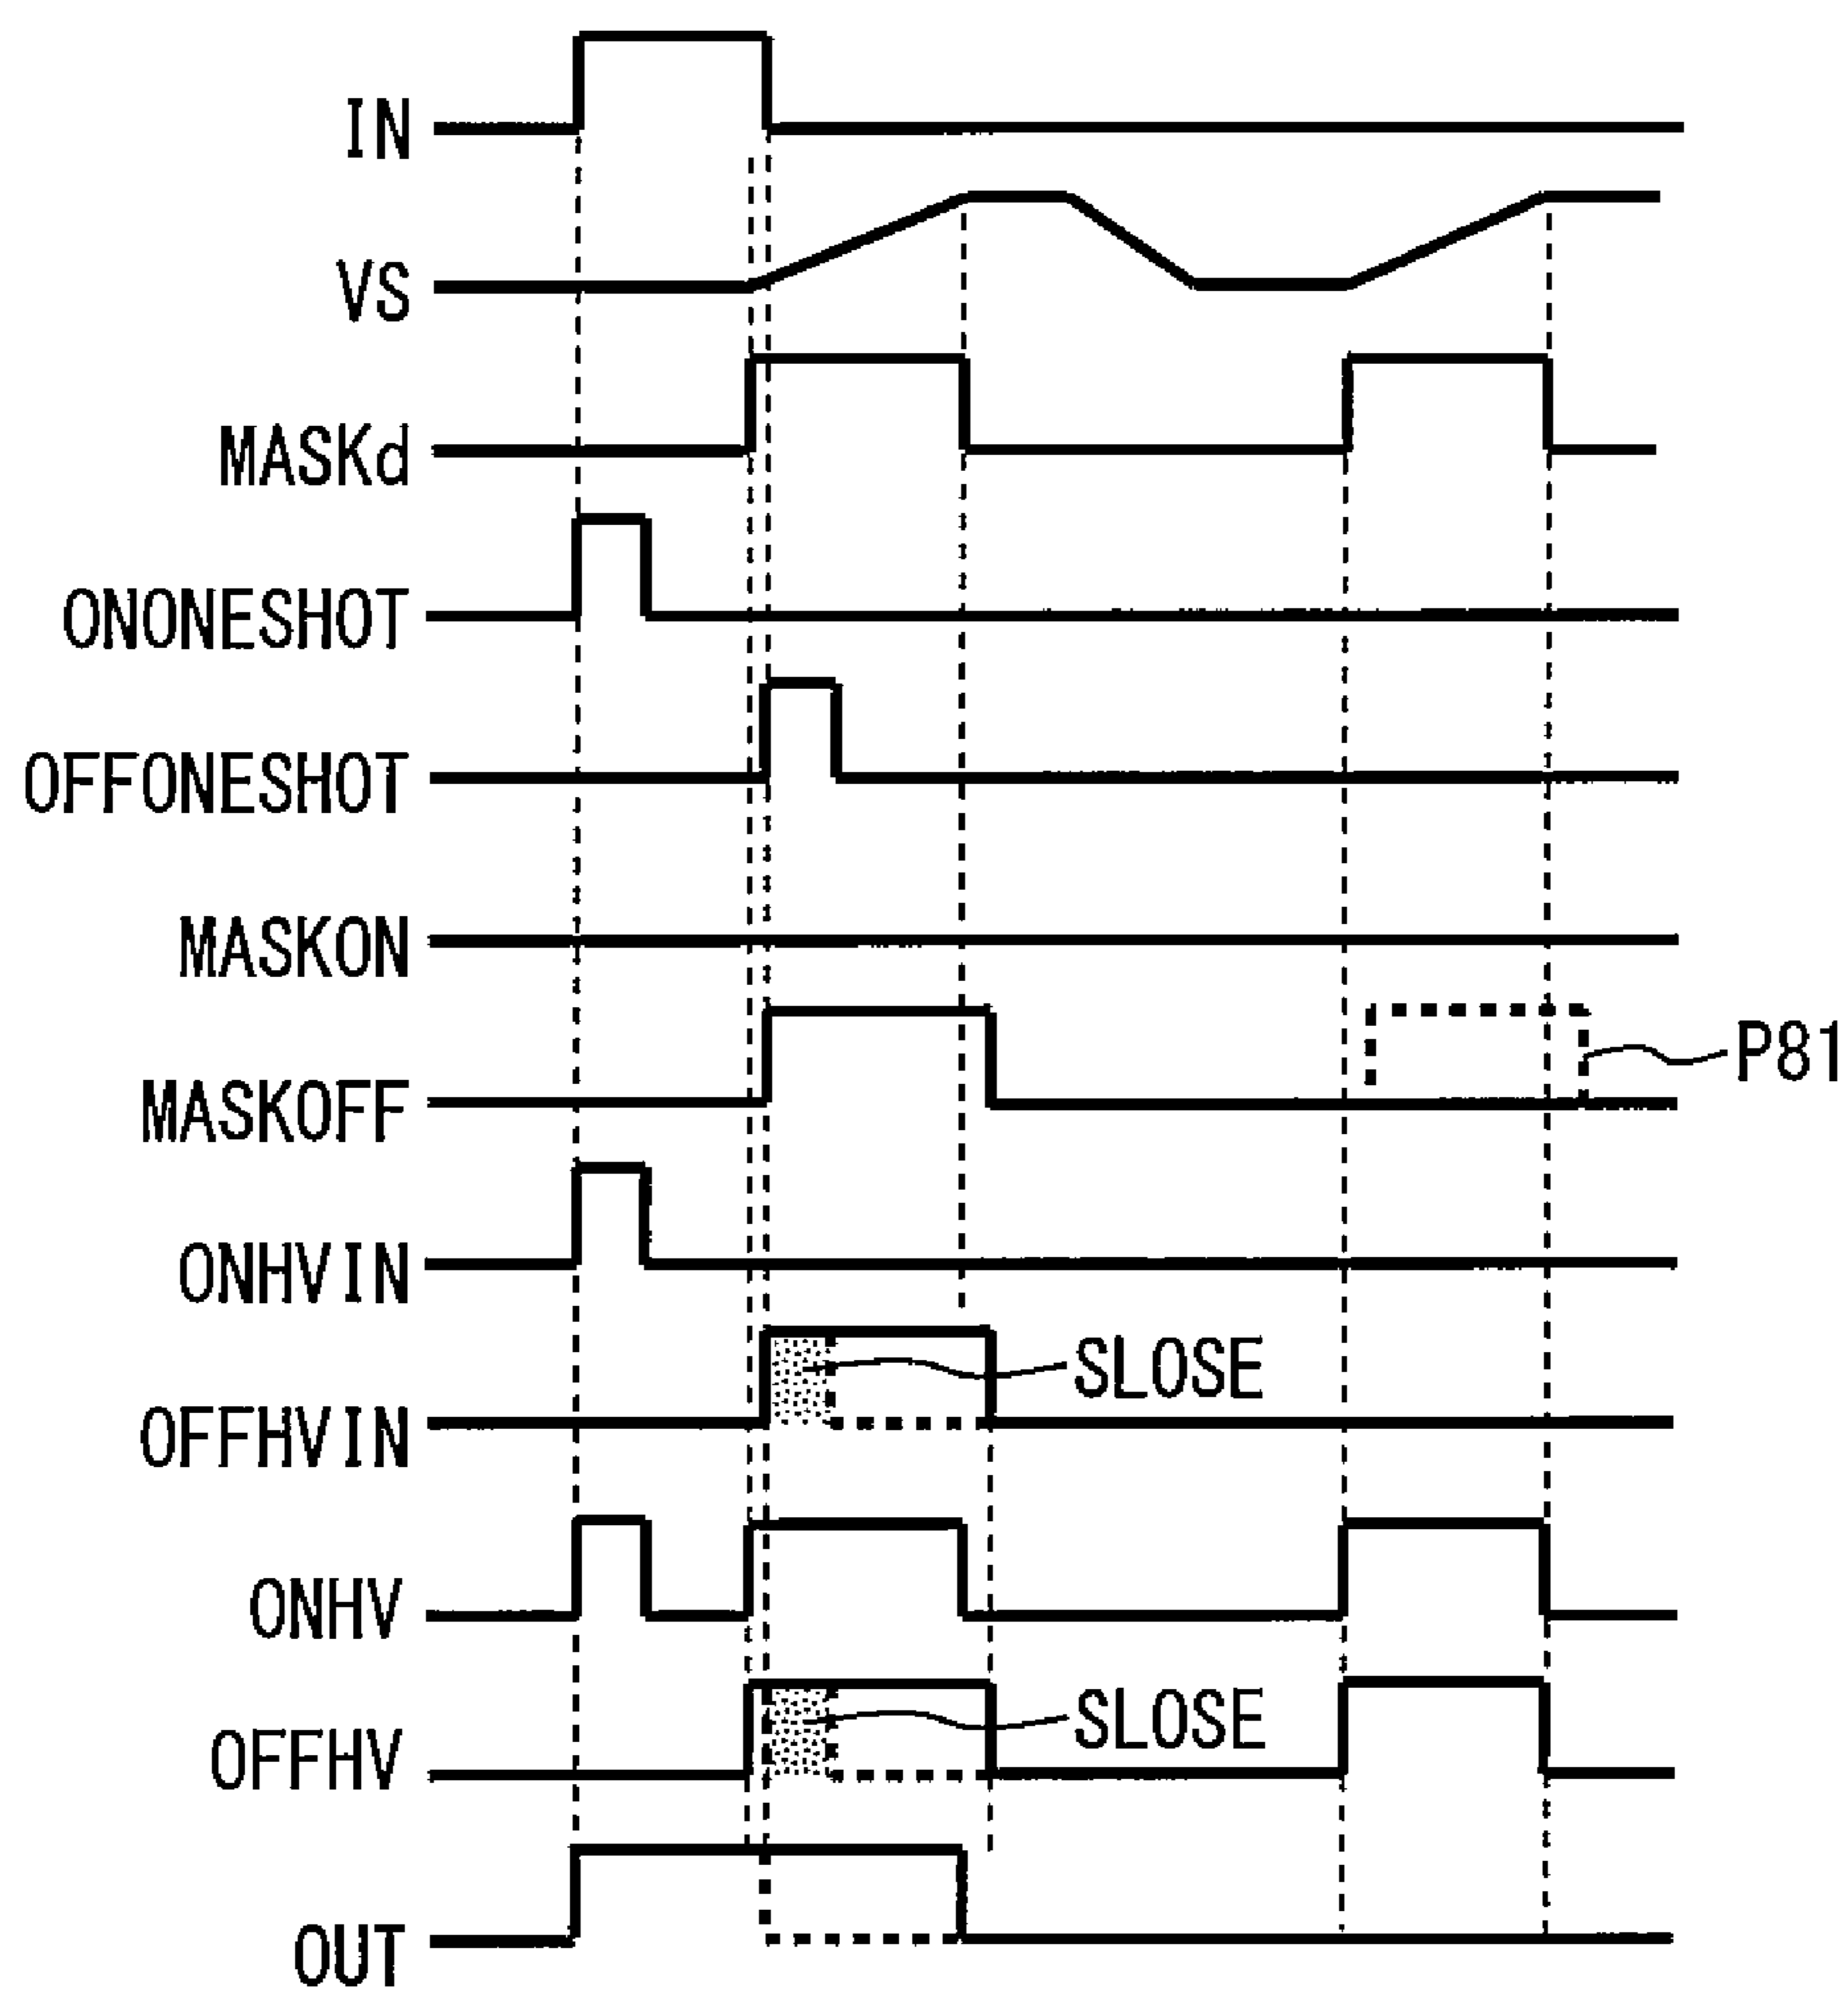 IN
VS
MASKd
ONONESHOT
OFFONESHOT
MASKON
P81
MASKOFF
ONHVIN
SLOSE
OFFHVIN
ONHV
SLOSE
OFFHV
OUT